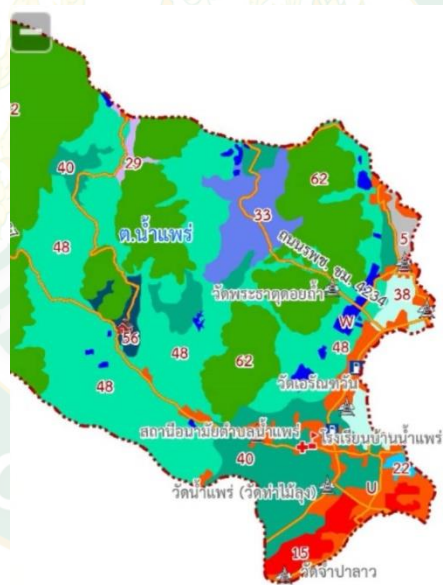 2
29
40
62
33
ต.น้ำแพร่
5
ถนนรพช. ชม. 4234
48
วัดพระธาตุดอยถ้ำ
38
W
56
48
48
62
48
วัดเอรัณฑวัน
สถานีอนามัยตำบลน้ำแพร่
โรงเรียนบ้านน้ำแพร่
40
22
วัดน้ำแพร่ (วัดท่าไม้ลุง)
U
15
วัดจำปาลาว